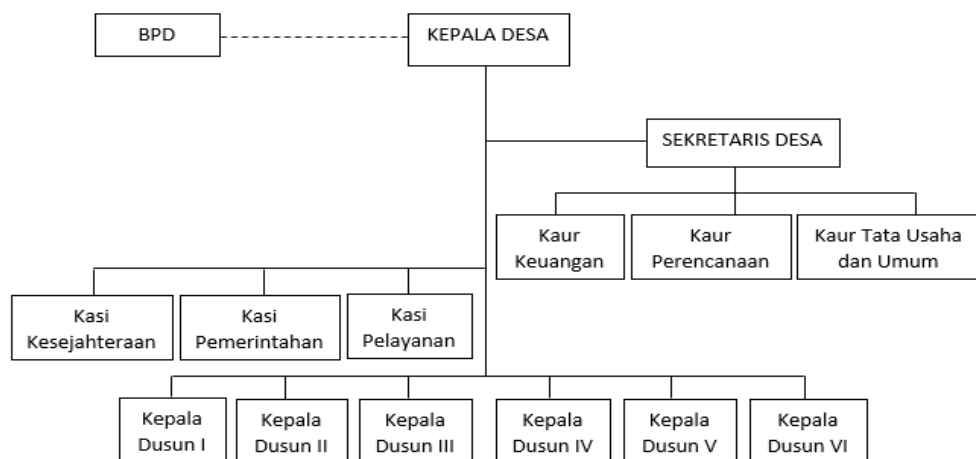 BPD
KEPALA DESA
SEKRETARIS DESA
Kaur
Keuangan
Kaur
Perencanaan
Kaur Tata Usaha
dan Umum
Kasi
Kesejahteraan
Kasi
Pemerintahan
Kasi
Pelayanan
Kepala
Dusun I
Kepala
Dusun II
Kepala
Dusun III
Kepala
Dusun IV
Kepala
Dusun V
Kepala
Dusun VI